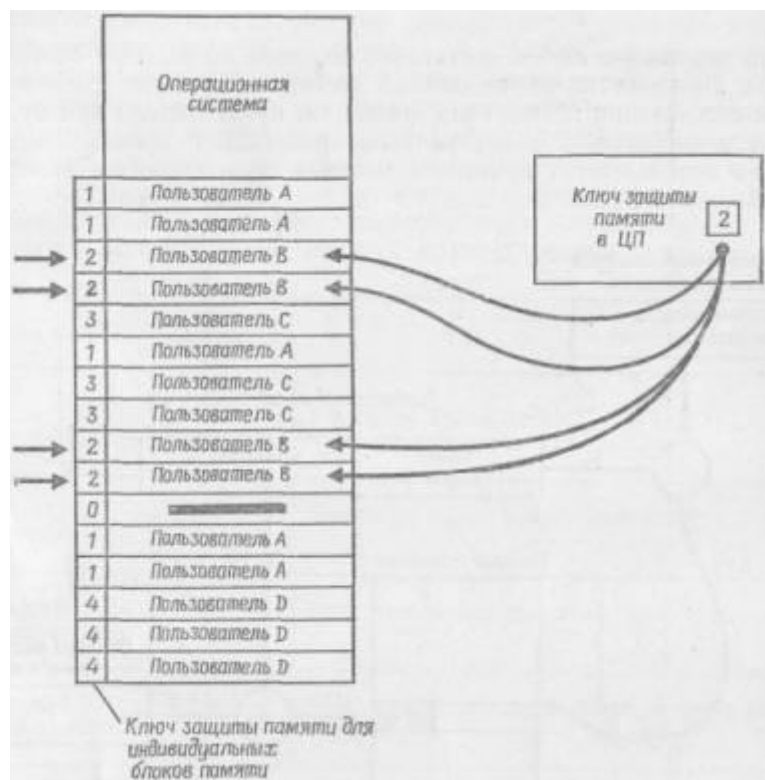 Операционная
система
1 Пользователь A
1 Пользователь A
2 Пользователь B
2 Пользователь B
3 Пользователь C
1 Пользователь A
3 Пользователь C
3 Пользователь C
2 Пользователь B
2 Пользователь B
0
1 Пользователь A
1 Пользователь A
4 Пользователь D
4 Пользователь D
4 Пользователь D
Ключ защиты
памяти
в ЦП
2
Ключ защиты памяти для
индивидуальных
блоков памяти